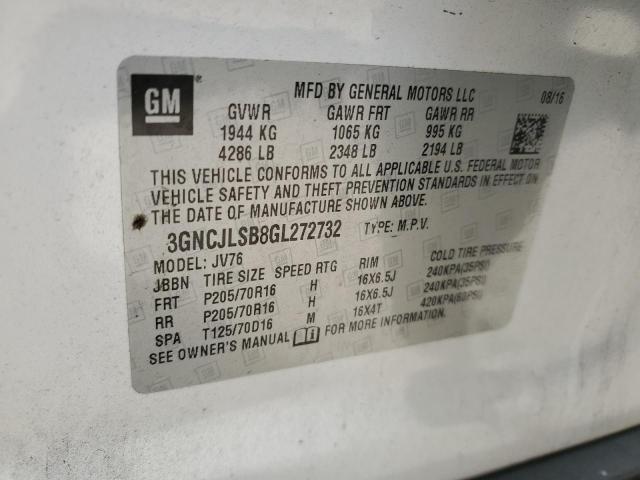 GM
MFD BY GENERAL MOTORS LLC 08/16
GVWR GAWR FRT GAWR RR
1944 KG 1065 KG 995 KG
4286 LB 2348 LB 2194 LB
THIS VEHICLE CONFORMS TO ALL APPLICABLE U.S. FEDERAL MOTOR
VEHICLE SAFETY AND THEFT PREVENTION STANDARDS IN EFFECT ON
THE DATE OF MANUFACTURE SHOWN ABOVE.
3GNCJLSB8GL272732 TYPE: M.P.V.
MODEL: JV76
JBBN TIRE SIZE SPEED RTG RIM COLD TIRE PRESSURE
FRT P205/70R16 H 16X6.5J 240KPA(35PSI)
RR P205/70R16 H 16X6.5J 240KPA(35PSI)
SPA T125/70D16 M 16X4T 420KPA(60PSI)
SEE OWNER'S MANUAL FOR MORE INFORMATION.